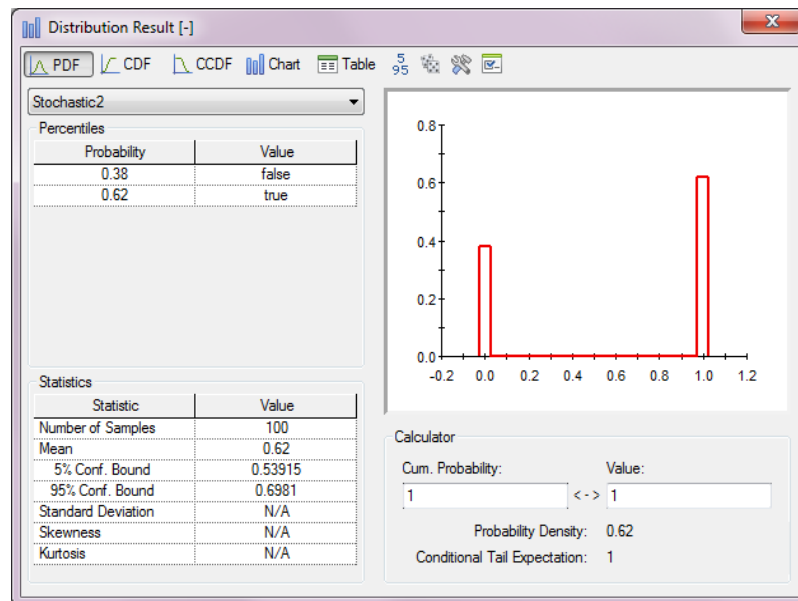 Distribution Result [-]
x
PDF CDF CCDF Chart Table 5 95
Stochastic2
Percentiles
Probability Value
0.38 false
0.62 true
Statistics
Statistic Value
Number of Samples 100
Mean 0.62
5% Conf. Bound 0.53915
95% Conf. Bound 0.6981
Standard Deviation N/A
Skewness N/A
Kurtosis N/A
0.8
0.6
0.4
0.2
0.0
-0.2 0.0 0.2 0.4 0.6 0.8 1.0 1.2
Calculator
Cum. Probability: Value:
1 <-> 1
Probability Density: 0.62
Conditional Tail Expectation: 1